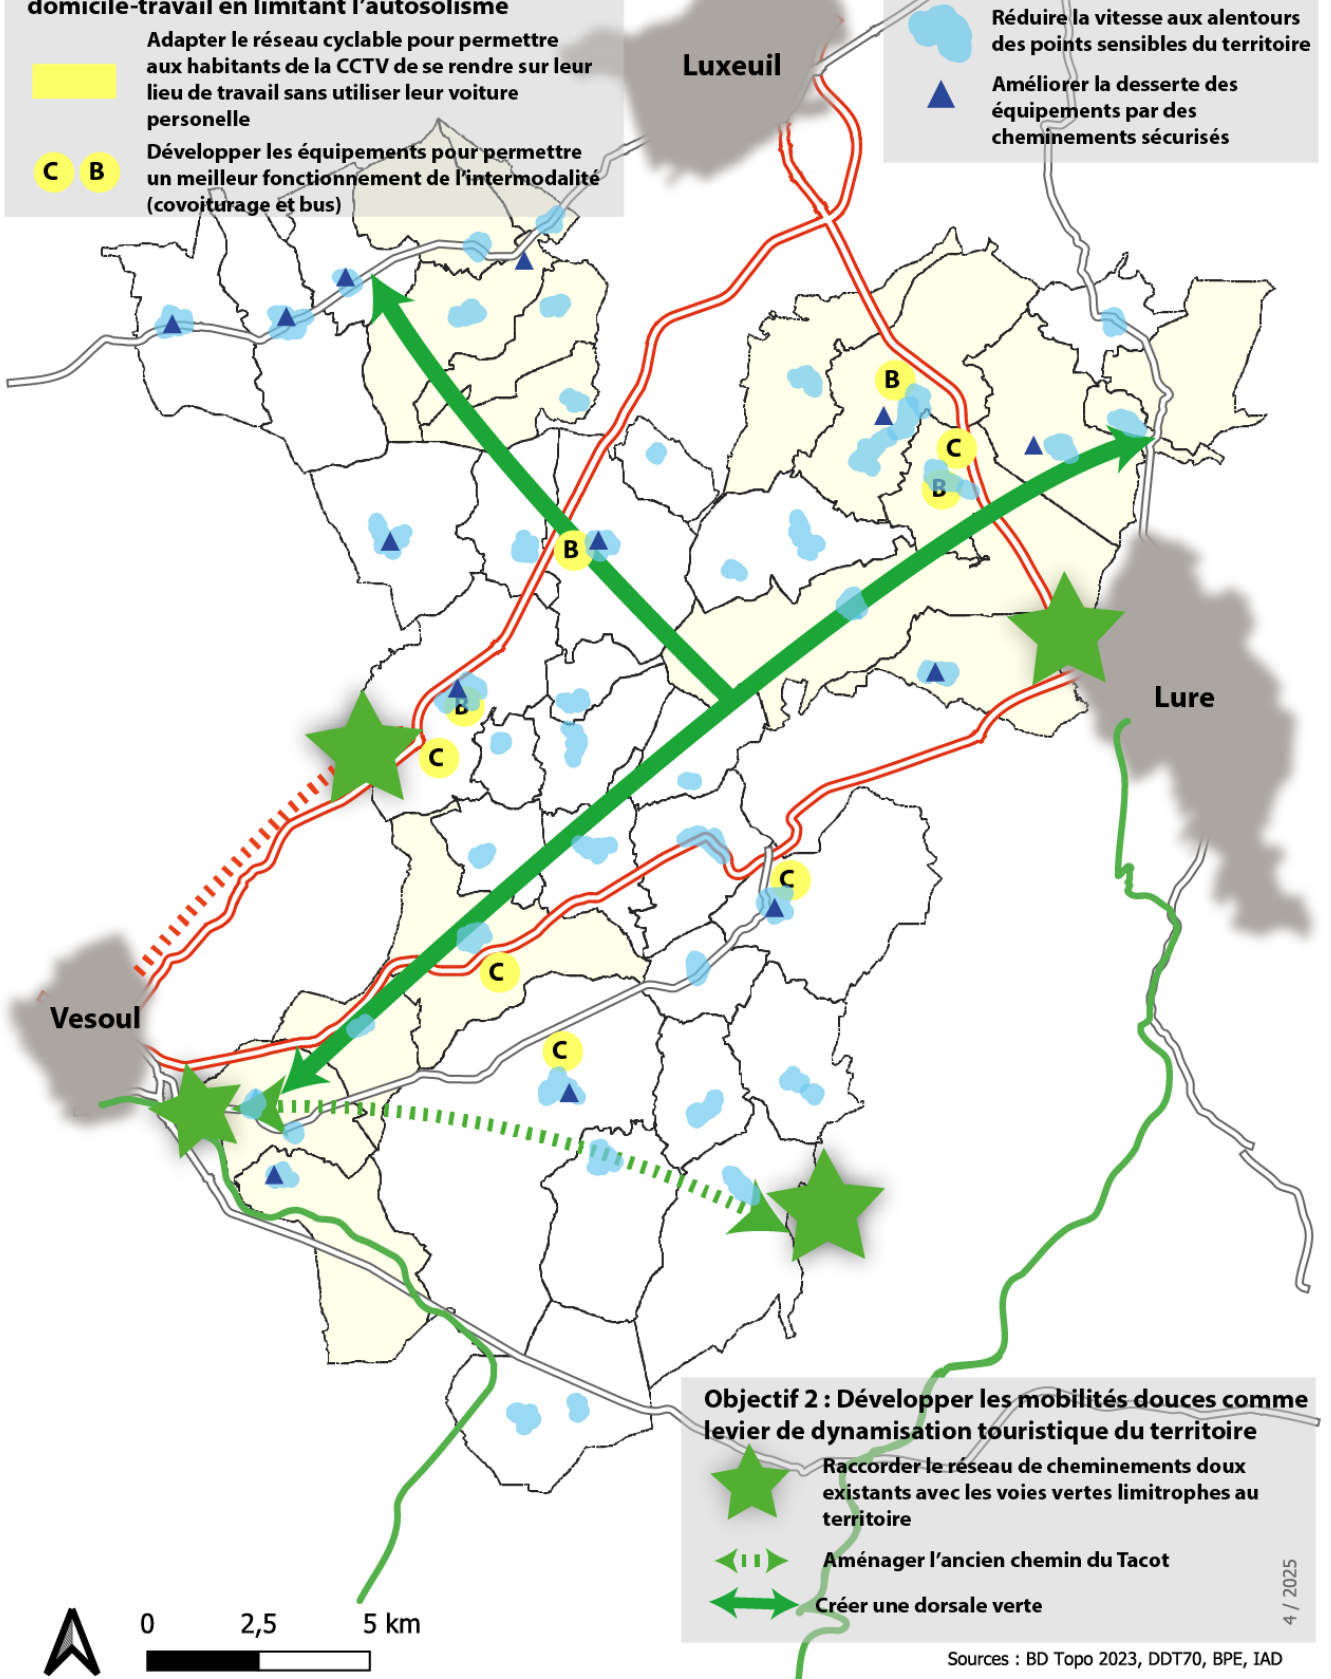 domicile-travail en limitant l'autosolisme
Adapter le réseau cyclable pour permettre
aux habitants de la CCTV de se rendre sur leur
lieu de travail sans utiliser leur voiture
personelle
C B
Développer les équipements pour permettre
un meilleur fonctionnement de l'intermodalité
(covoiturage et bus)
Luxeuil
Réduire la vitesse aux alentours
des points sensibles du territoire
Améliorer la desserte des
équipements par des
cheminements sécurisés
B
C
B
B
B
C
Lure
C
C
Vesoul
C
Objectif 2 : Développer les mobilités douces comme
levier de dynamisation touristique du territoire
Raccorder le réseau de cheminements doux
existants avec les voies vertes limitrophes au
territoire
Aménager l'ancien chemin du Tacot
Créer une dorsale verte
4 / 2025
0 2,5 5 km
Sources : BD Topo 2023, DDT70, BPE, IAD